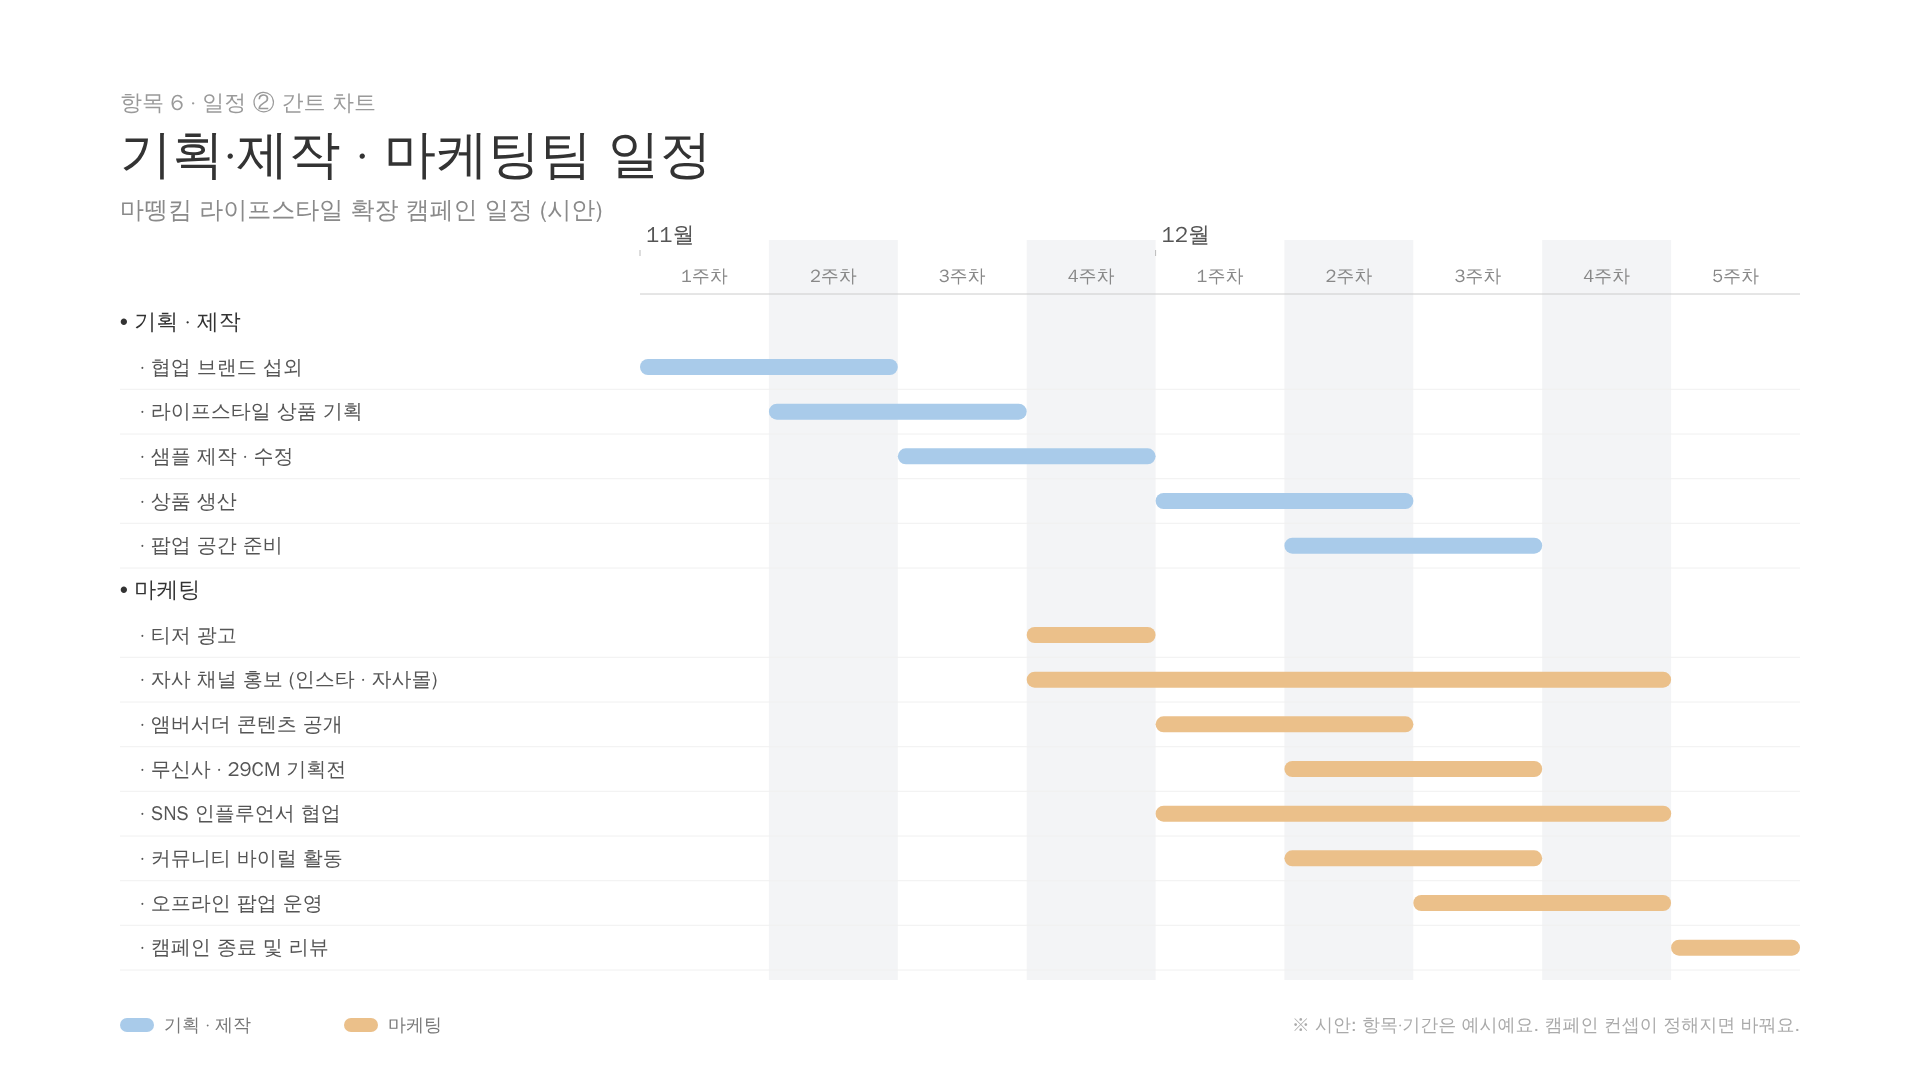 항목 6 · 일정 ② 간트 차트
기획·제작 · 마케팅팀 일정
마뗑킴 라이프스타일 확장 캠페인 일정 (시안)
11월 12월
1주차 2주차 3주차 4주차 1주차 2주차 3주차 4주차 5주차
• 기획 · 제작
· 협업 브랜드 섭외
· 라이프스타일 상품 기획
· 샘플 제작 · 수정
· 상품 생산
· 팝업 공간 준비
• 마케팅
· 티저 광고
· 자사 채널 홍보 (인스타 · 자사몰)
· 앰버서더 콘텐츠 공개
· 무신사 · 29CM 기획전
· SNS 인플루언서 협업
· 커뮤니티 바이럴 활동
· 오프라인 팝업 운영
· 캠페인 종료 및 리뷰
기획 · 제작 마케팅
※ 시안: 항목·기간은 예시예요. 캠페인 컨셉이 정해지면 바꿔요.